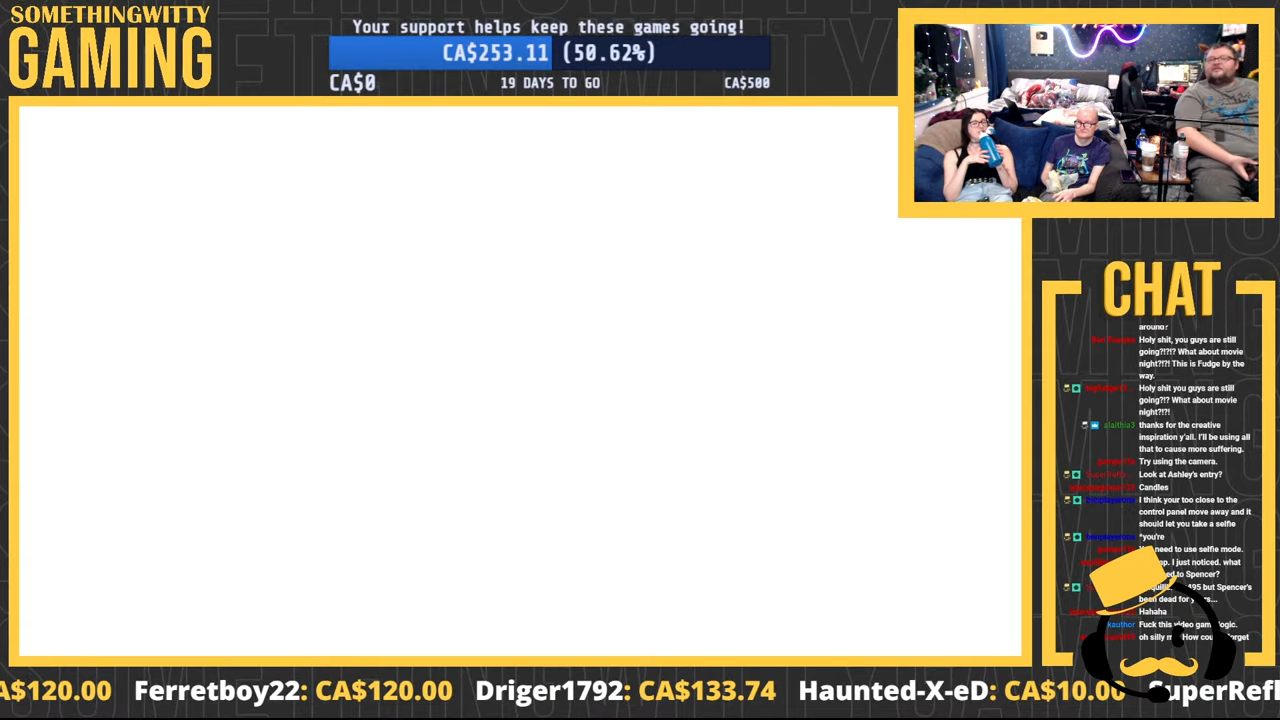 SOMETHINGWITTY
GAMING
Your support helps keep these games going!
CA$253.11 (50.62%)
CA$0
19 DAYS TO GO
CA$500
CHAT
around?
Holy shit, you guys are still
going?!?!? What about movie
night?!?! This is Fudge by the
way.
Holy shit you guys are still
going?!? What about movie
night?!?!
alaithia3 thanks for the creative
inspiration y'all. I'll be using all
that to cause more suffering.
Try using the camera.
Look at Ashley's entry?
Candles
I think your too close to the
control panel move away and it
should let you take a selfie
*you're
need to use selfie mode.
I just noticed. what
to Spencer?
495 but Spencer's
been dead for
Hahaha
kauthor Fuck this video game logic.
oh silly
A$120.00 Ferretboy22: CA$120.00 Driger1792: CA$133.74 Haunted-X-eD: CA$10.00 SuperRefl